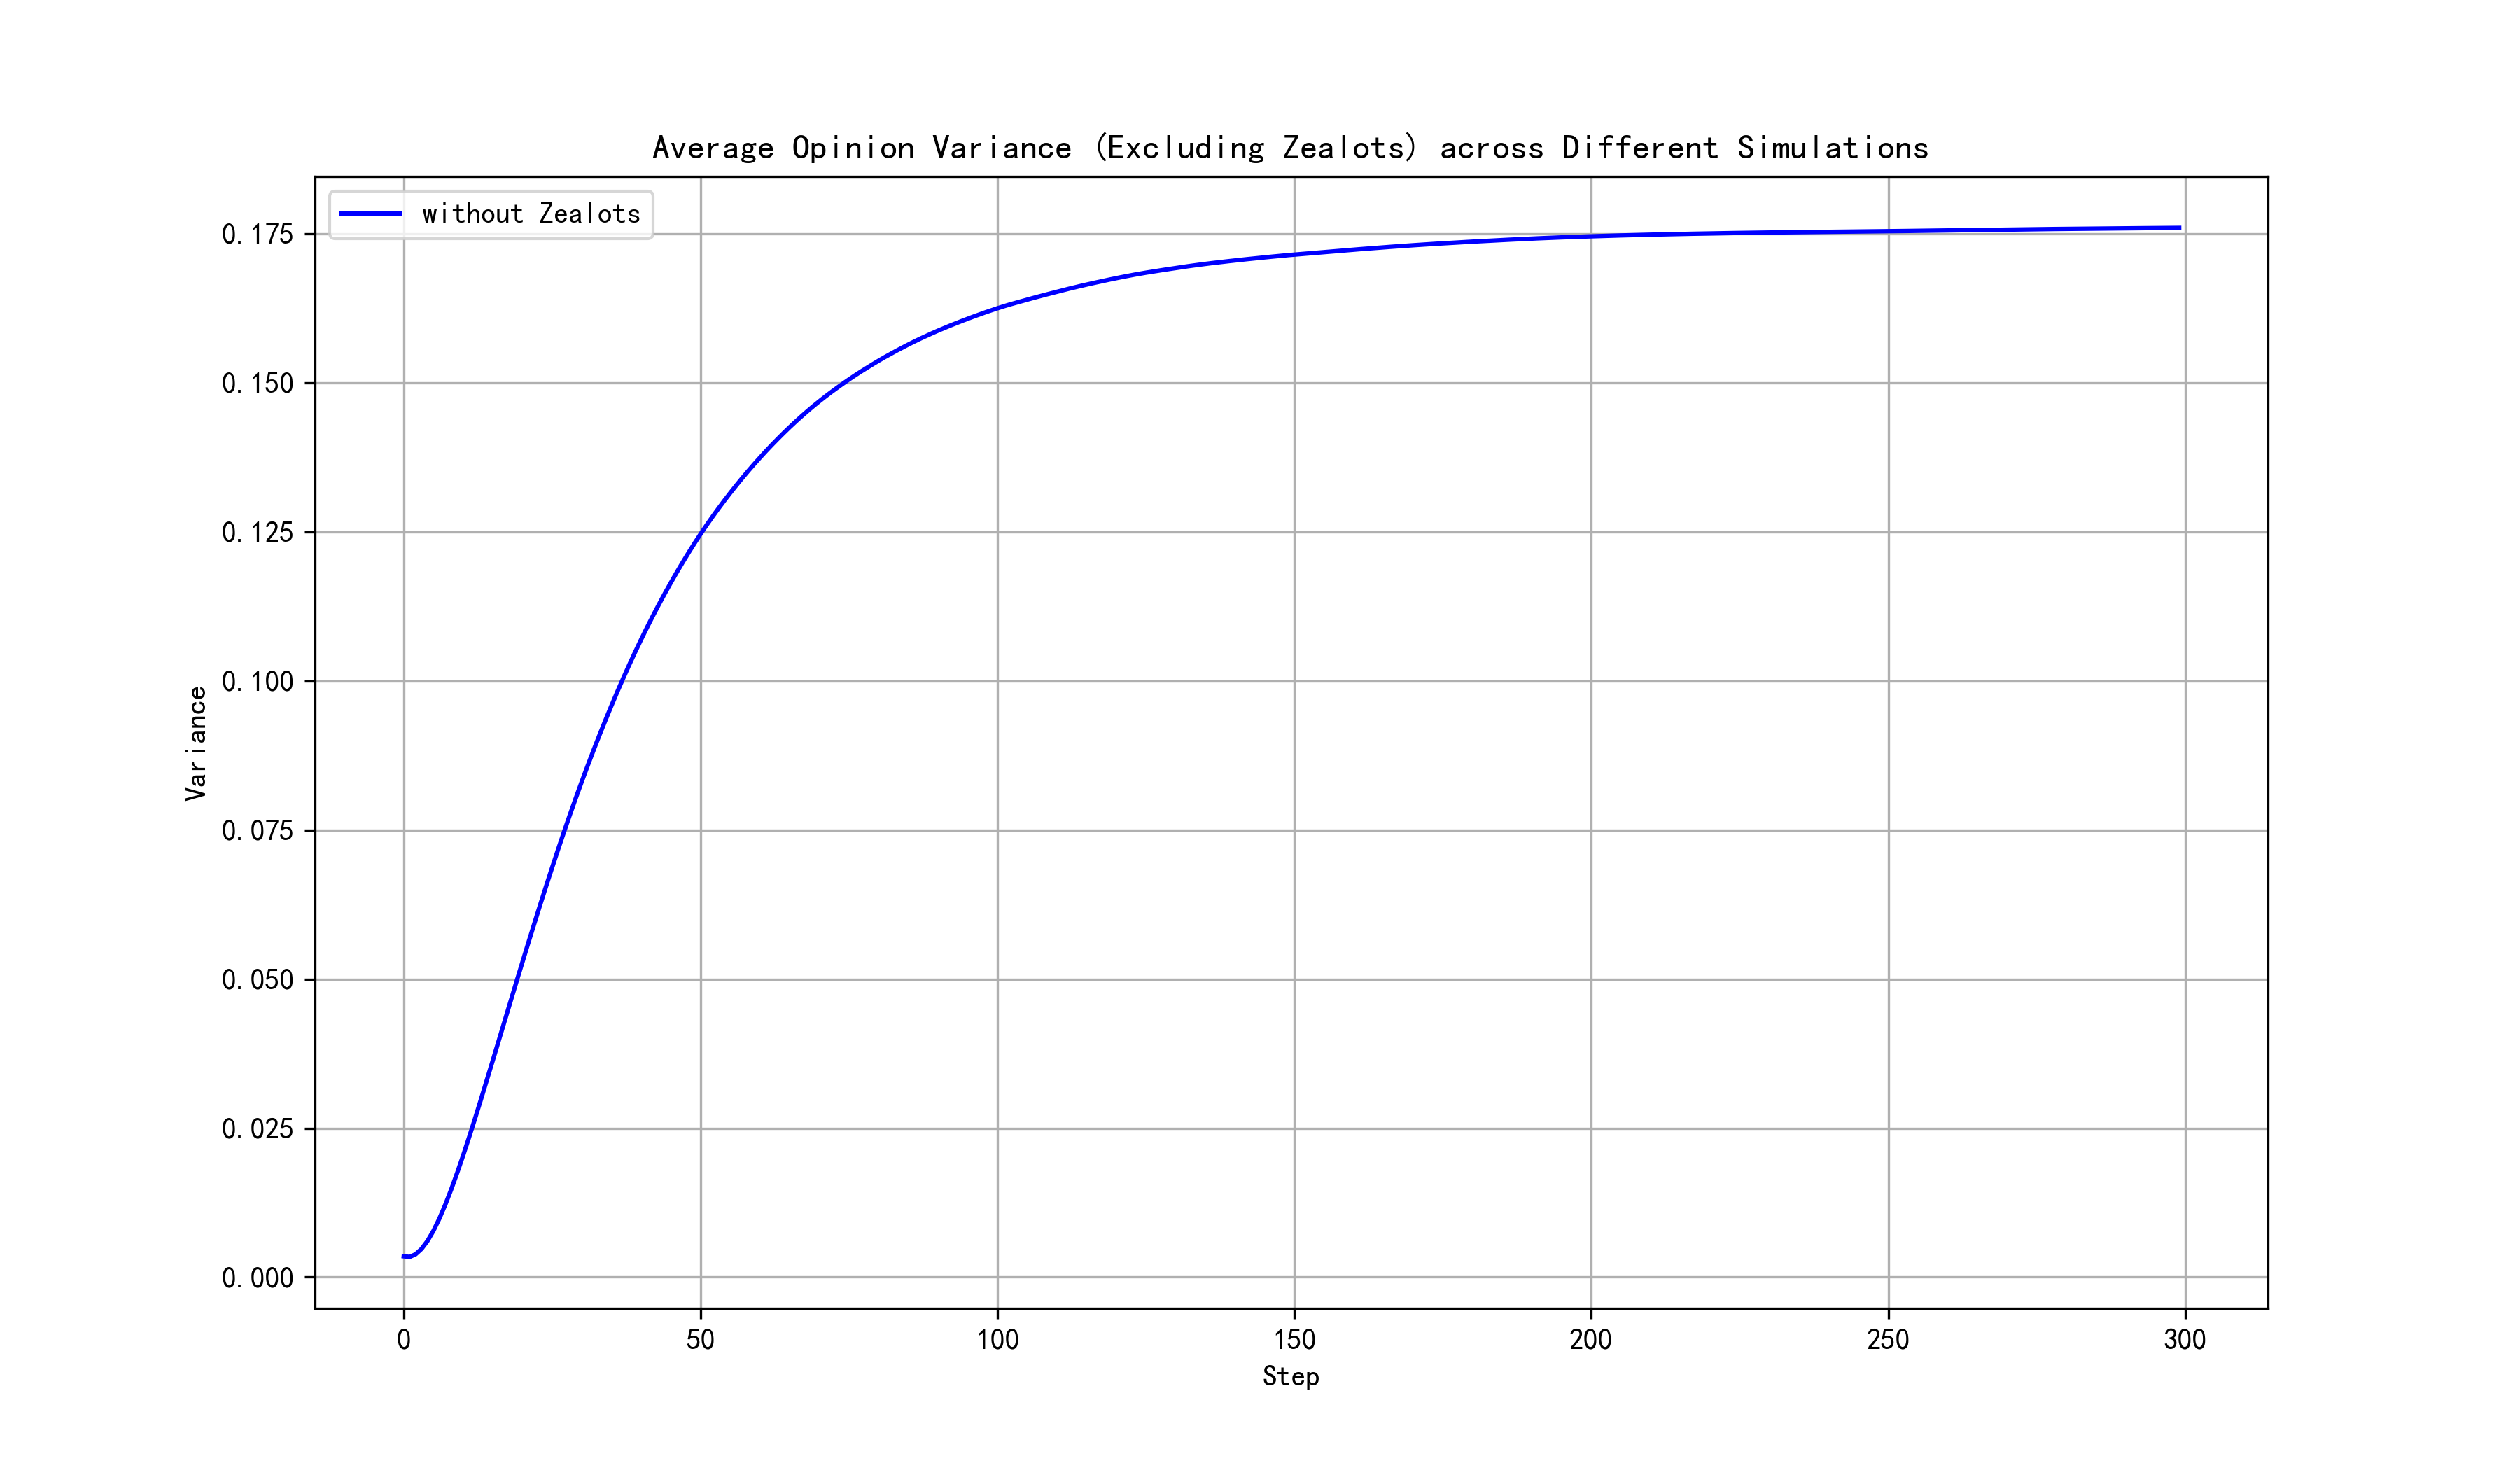 Average Opinion Variance (Excluding Zealots) across Different Simulations
without Zealots
0.175
0.150
0.125
0.100
0.075
0.050
0.025
0.000
Variance
0 50 100 150 200 250 300
Step